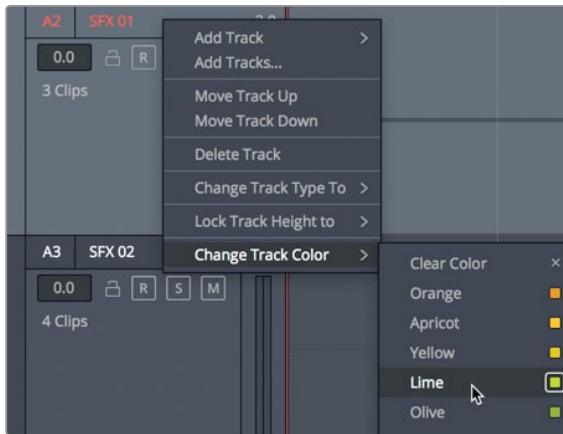 A2 SFX 01 2.0
0.0 R
3 Clips
Add Track >
Add Tracks...
Move Track Up
Move Track Down
Delete Track
Change Track Type To >
Lock Track Height to >
Change Track Color >
A3 SFX 02
0.0 R S M
4 Clips
Clear Color ×
Orange
Apricot
Yellow
Lime
Olive